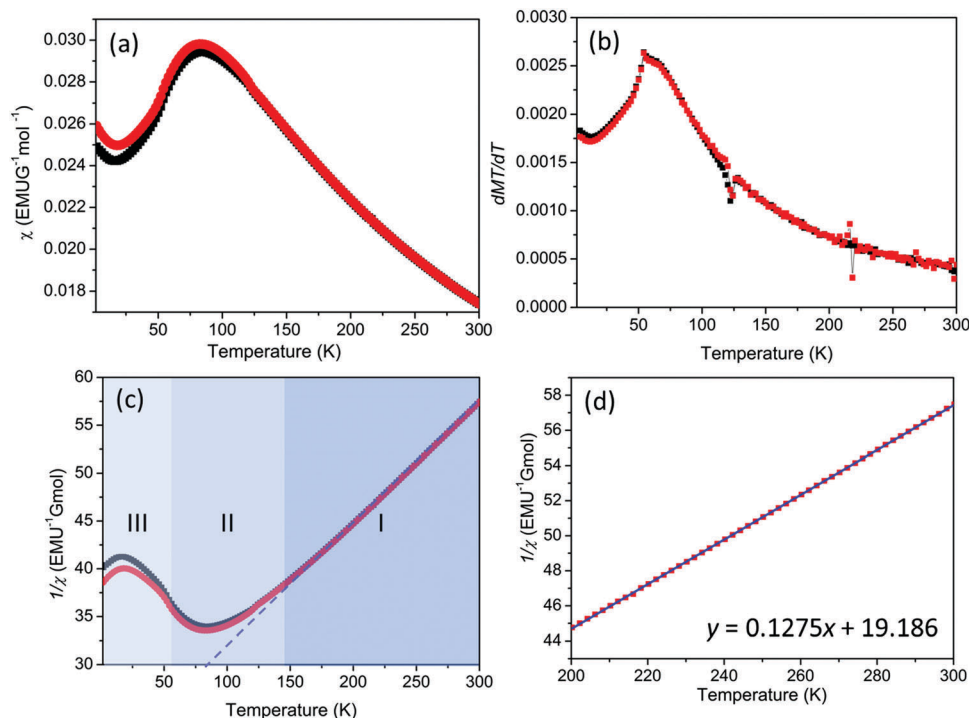 (a)
χ (EMUG⁻¹mol⁻¹)
0.030
0.028
0.026
0.024
0.022
0.020
0.018
50 100 150 200 250 300
Temperature (K)
(b)
dMT/dT
0.0030
0.0025
0.0020
0.0015
0.0010
0.0005
0.0000
50 100 150 200 250 300
Temperature (K)
(c)
1/χ (EMU⁻¹Gmol)
60
55
50
45
40
35
30
III II I
50 100 150 200 250 300
Temperature (K)
(d)
1/χ (EMU⁻¹Gmol)
58
56
54
52
50
48
46
44
y = 0.1275x + 19.186
200 220 240 260 280 300
Temperature (K)